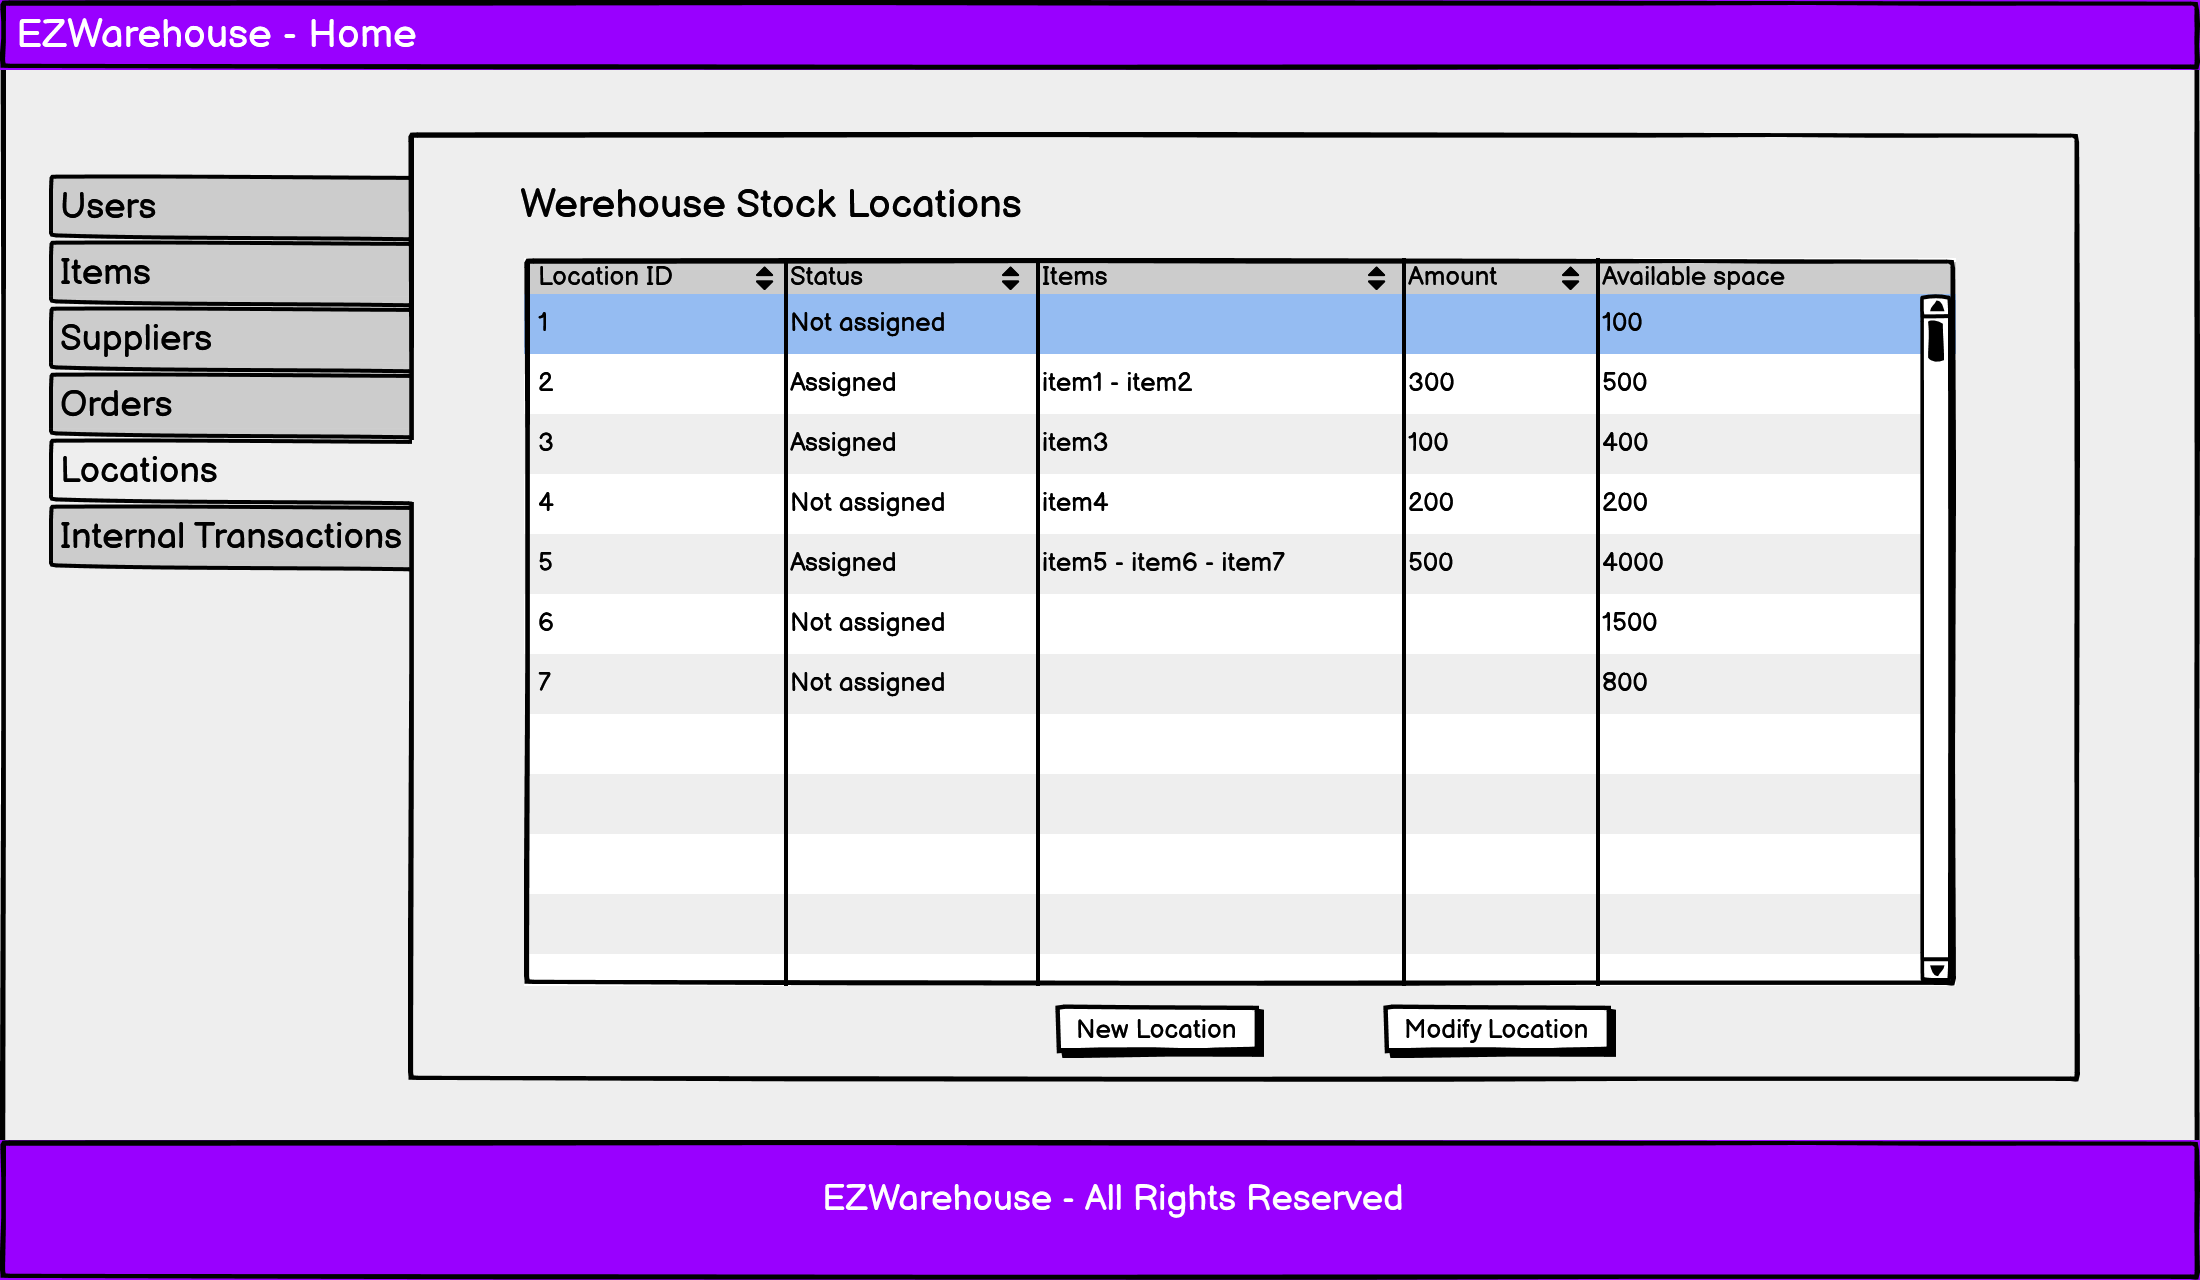 EZWarehouse - Home
Users
Items
Suppliers
Orders
Locations
Internal Transactions
Werehouse Stock Locations
Location ID Status Items Amount Available space
1 Not assigned 100
2 Assigned item1 - item2 300 500
3 Assigned item3 100 400
4 Not assigned item4 200 200
5 Assigned item5 - item6 - item7 500 4000
6 Not assigned 1500
7 Not assigned 800
New Location Modify Location
EZWarehouse - All Rights Reserved